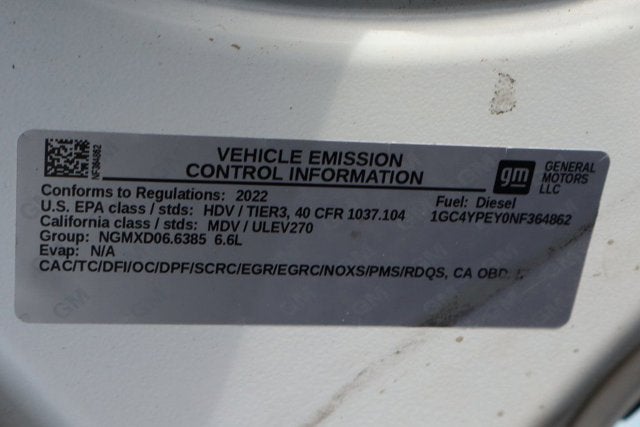 NF364862
VEHICLE EMISSION
CONTROL INFORMATION
gm GENERAL
MOTORS
LLC
Conforms to Regulations: 2022
Fuel: Diesel
U.S. EPA class / stds: HDV / TIER3, 40 CFR 1037.104
1GC4YPEY0NF364862
California class / stds: MDV / ULEV270
Group: NGMXD06.6385 6.6L
Evap: N/A
CAC/TC/DFI/OC/DPF/SCRC/EGR/EGRC/NOXS/PMS/RDQS, CA OBD